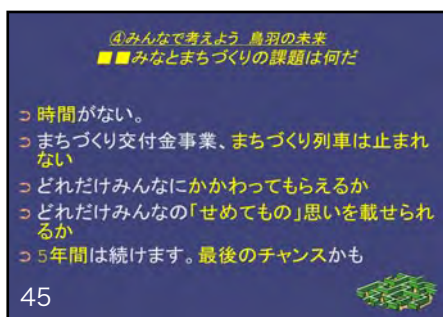 ④みんなで考えよう 鳥羽の未来
■■みなとまちづくりの課題は何だ
➲ 時間がない。
➲ まちづくり交付金事業、まちづくり列車は止まれ
ない
➲ どれだけみんなにかかわってもらえるか
➲ どれだけみんなの「せめてもの」思いを載せられ
るか
➲ 5年間は続けます。最後のチャンスかも
45